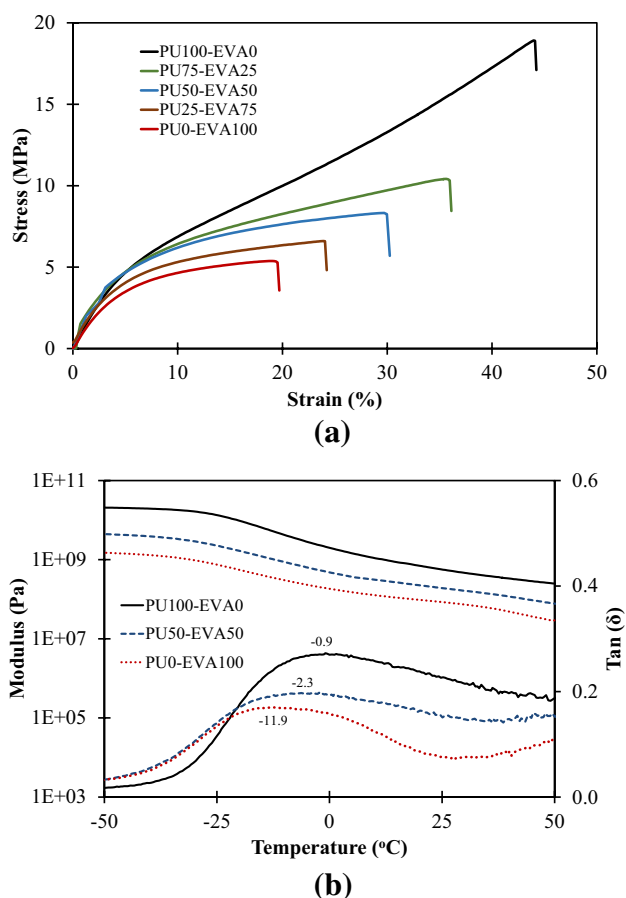 (a)
20
15
10
5
0
Stress (MPa)
PU100-EVA0
PU75-EVA25
PU50-EVA50
PU25-EVA75
PU0-EVA100
0 10 20 30 40 50
Strain (%)
(a)
1E+11
1E+09
1E+07
1E+05
1E+03
Modulus (Pa)
PU100-EVA0
PU50-EVA50
PU0-EVA100
-0.9
-2.3
-11.9
0.6
0.4
0.2
0.0
Tan (δ)
-50 -25 0 25 50
Temperature (oC)
(b)